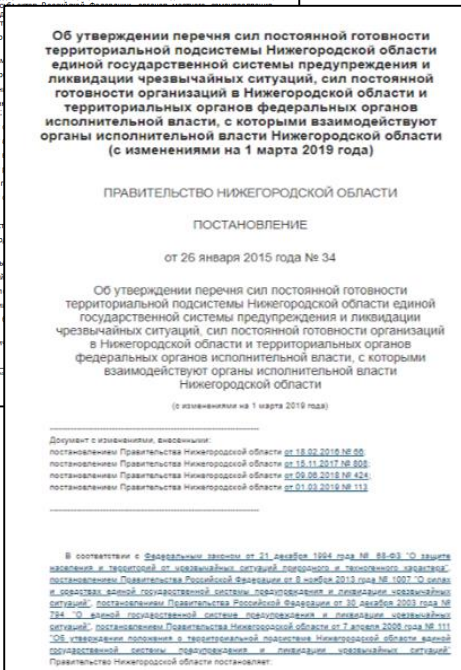 Об утверждении перечня сил постоянной готовности
территориальной подсистемы Нижегородской области
единой государственной системы предупреждения и
ликвидации чрезвычайных ситуаций, сил постоянной
готовности организаций в Нижегородской области и
территориальных органов федеральных органов
исполнительной власти, с которыми взаимодействуют
органы исполнительной власти Нижегородской области
(с изменениями на 1 марта 2019 года)
ПРАВИТЕЛЬСТВО НИЖЕГОРОДСКОЙ ОБЛАСТИ
ПОСТАНОВЛЕНИЕ
от 26 января 2015 года № 34
Об утверждении перечня сил постоянной готовности
территориальной подсистемы Нижегородской области единой
государственной системы предупреждения и ликвидации
чрезвычайных ситуаций, сил постоянной готовности организаций
в Нижегородской области и территориальных органов
федеральных органов исполнительной власти, с которыми
взаимодействуют органы исполнительной власти
Нижегородской области
(с изменениями на 1 марта 2019 года)
Документ с изменениями, внесенными:
постановлением Правительства Нижегородской области от 18.02.2016 № 66;
постановлением Правительства Нижегородской области от 15.11.2017 № 808;
постановлением Правительства Нижегородской области от 09.06.2018 № 424;
постановлением Правительства Нижегородской области от 01.03.2019 № 113
В соответствии с Федеральным законом от 21 декабря 1994 года № 68-ФЗ "О защите
населения и территорий от чрезвычайных ситуаций природного и техногенного характера",
постановлением Правительства Российской Федерации от 8 ноября 2013 года № 1007 "О силах
и средствах единой государственной системы предупреждения и ликвидации чрезвычайных
ситуаций", постановлением Правительства Российской Федерации от 30 декабря 2003 года №
794 "О единой государственной системе предупреждения и ликвидации чрезвычайных
ситуаций", постановлением Правительства Нижегородской области от 7 апреля 2006 года № 111
"Об утверждении положения о территориальной подсистеме Нижегородской области единой
государственной системы предупреждения и ликвидации чрезвычайных ситуаций"
Правительство Нижегородской области постановляет: